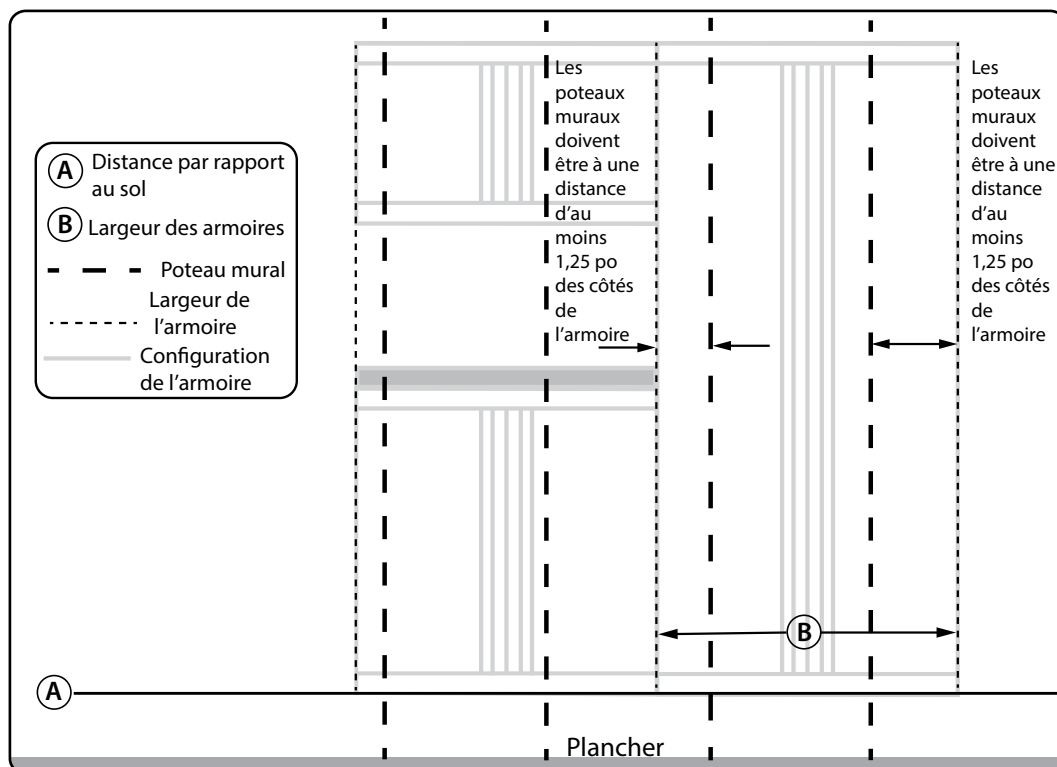 A Distance par rapport
au sol
B Largeur des armoires
Poteau mural
Largeur de
l'armoire
Configuration
de l'armoire
Les
poteaux
muraux
doivent
être à une
distance
d'au
moins
1,25 po
des côtés
de
l'armoire
Les
poteaux
muraux
doivent
être à une
distance
d'au
moins
1,25 po
des côtés
de
l'armoire
B
A
Plancher